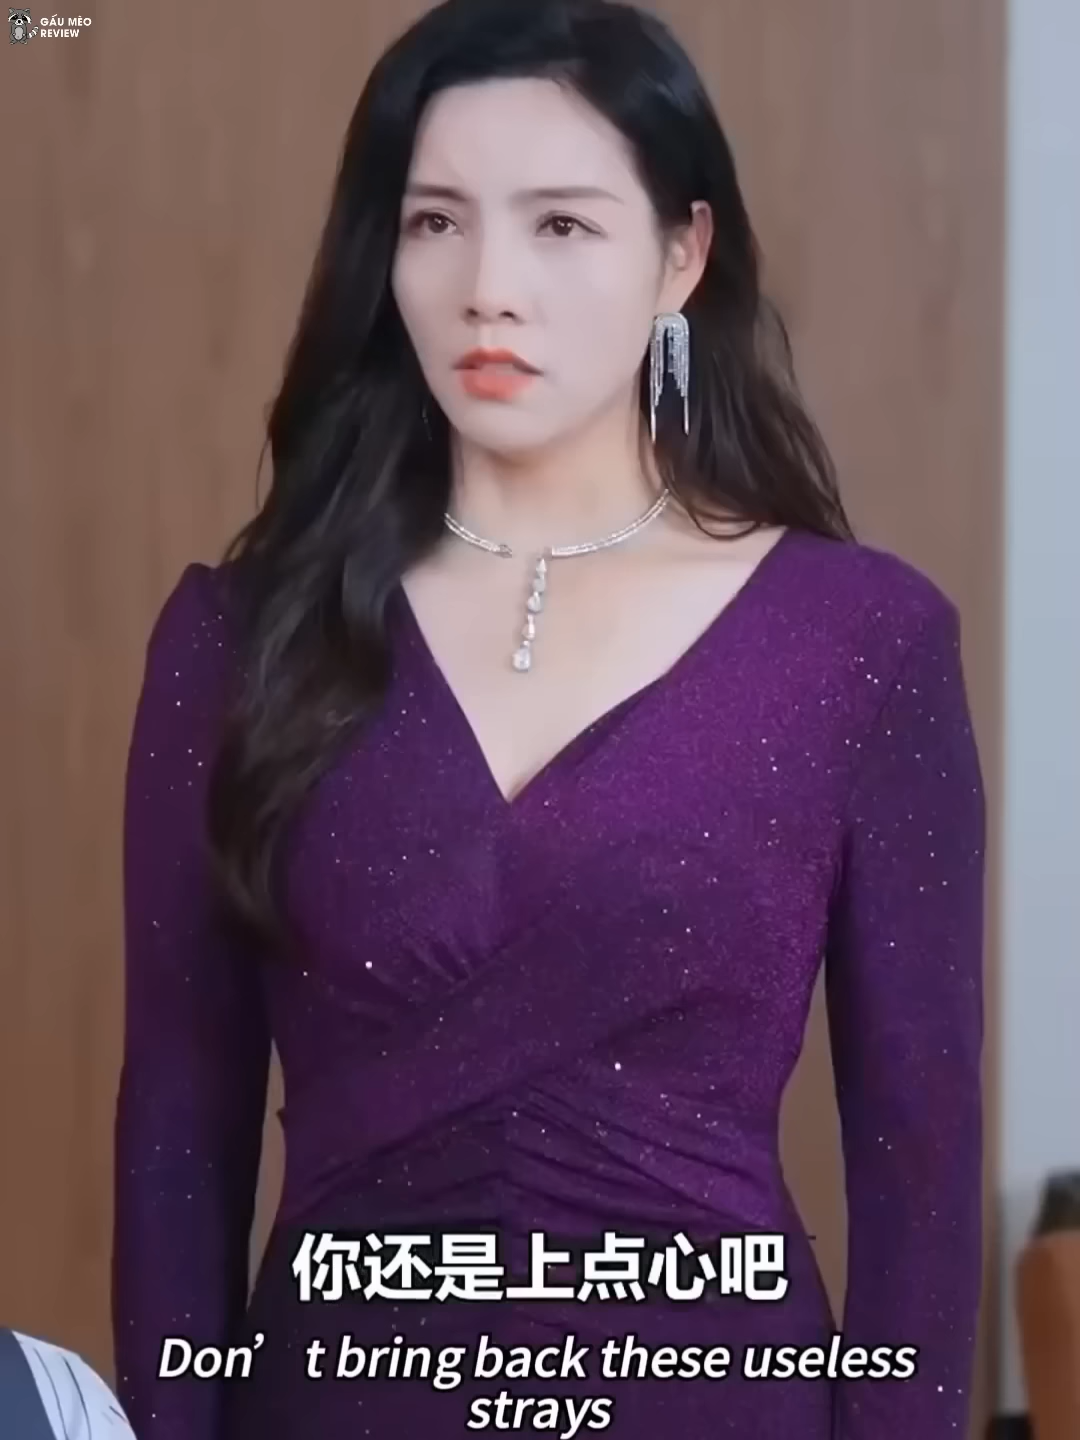 GẤU MÈO
REVIEW
你还是上点心吧
Don’t bring back these useless
strays